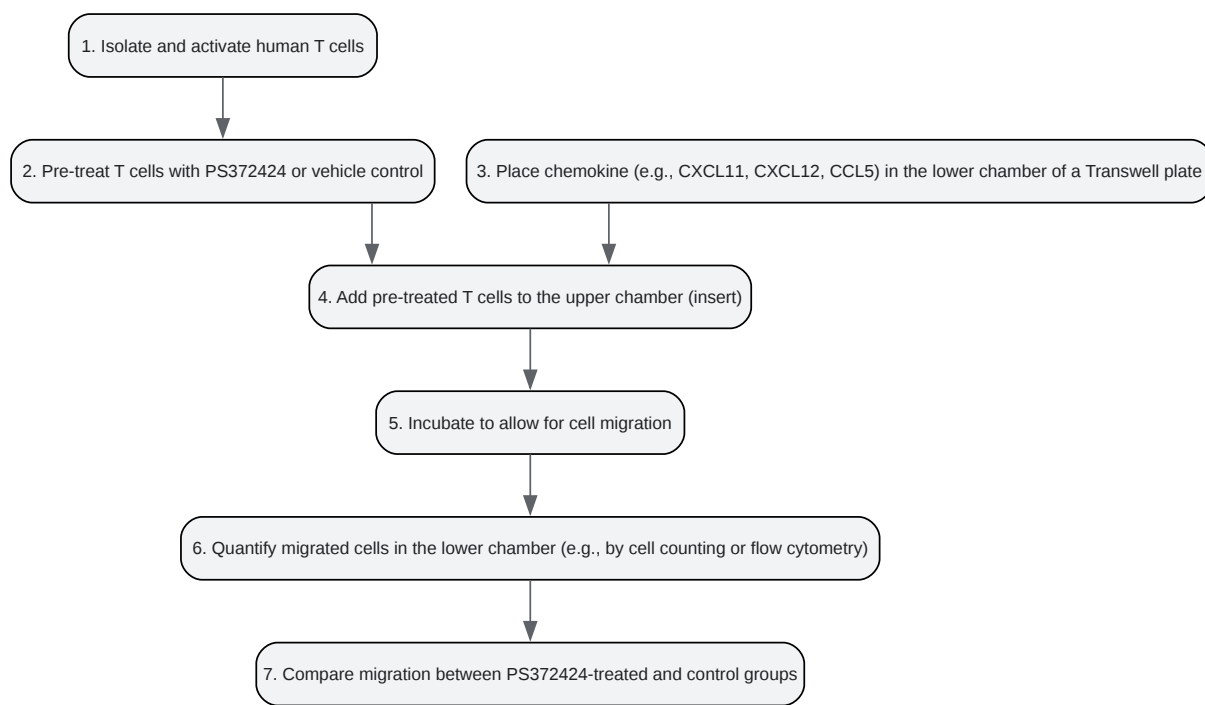 1. Isolate and activate human T cells
2. Pre-treat T cells with PS372424 or vehicle control
3. Place chemokine (e.g., CXCL11, CXCL12, CCL5) in the lower chamber of a Transwell plate
4. Add pre-treated T cells to the upper chamber (insert)
5. Incubate to allow for cell migration
6. Quantify migrated cells in the lower chamber (e.g., by cell counting or flow cytometry)
7. Compare migration between PS372424-treated and control groups